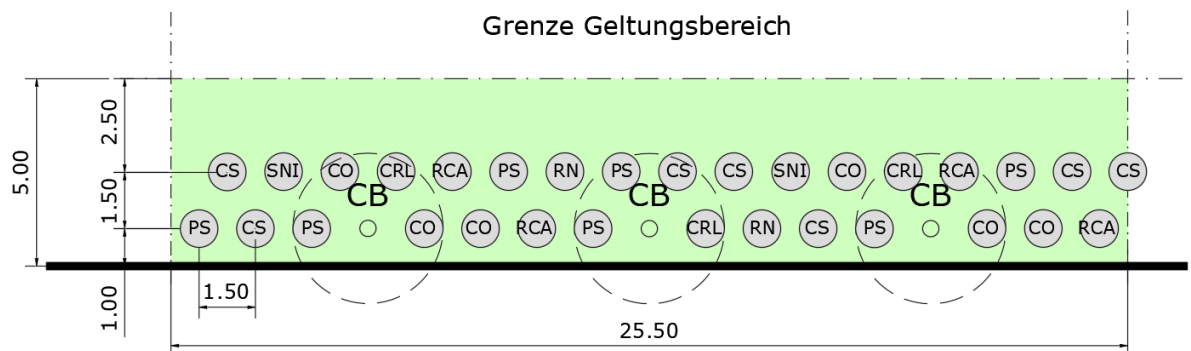 Grenze Geltungsbereich
5.00
2.50
1.50
1.00
CS SNI CO CRL RCA PS RN PS CS CS SNI CO CRL RCA PS CS CS
CB CB CB
PS CS PS CO CO RCA PS CRL RN CS PS CO CO RCA
1.50
25.50